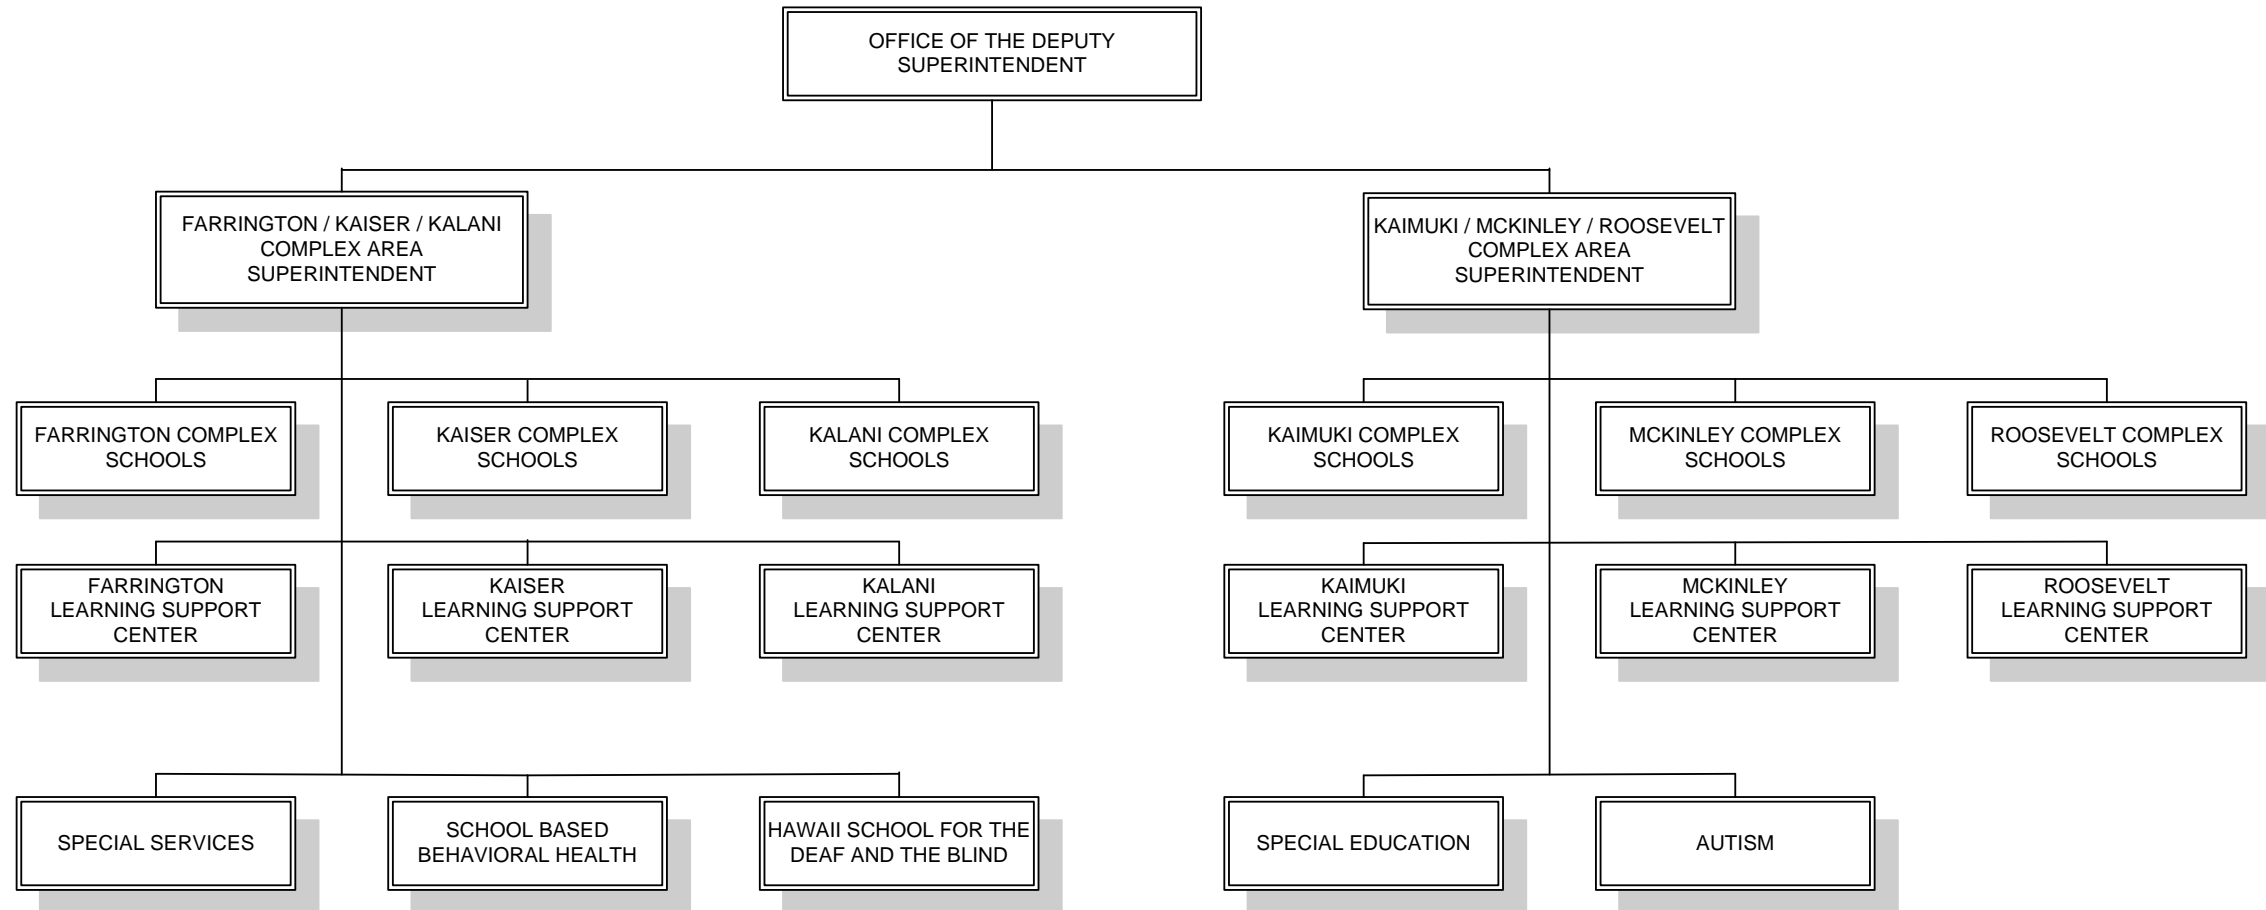 OFFICE OF THE DEPUTY
SUPERINTENDENT
FARRINGTON / KAISER / KALANI
COMPLEX AREA
SUPERINTENDENT
KAIMUKI / MCKINLEY / ROOSEVELT
COMPLEX AREA
SUPERINTENDENT
FARRINGTON COMPLEX
SCHOOLS
KAISER COMPLEX
SCHOOLS
KALANI COMPLEX
SCHOOLS
KAIMUKI COMPLEX
SCHOOLS
MCKINLEY COMPLEX
SCHOOLS
ROOSEVELT COMPLEX
SCHOOLS
FARRINGTON
LEARNING SUPPORT
CENTER
KAISER
LEARNING SUPPORT
CENTER
KALANI
LEARNING SUPPORT
CENTER
KAIMUKI
LEARNING SUPPORT
CENTER
MCKINLEY
LEARNING SUPPORT
CENTER
ROOSEVELT
LEARNING SUPPORT
CENTER
SPECIAL SERVICES
SCHOOL BASED
BEHAVIORAL HEALTH
HAWAII SCHOOL FOR THE
DEAF AND THE BLIND
SPECIAL EDUCATION
AUTISM